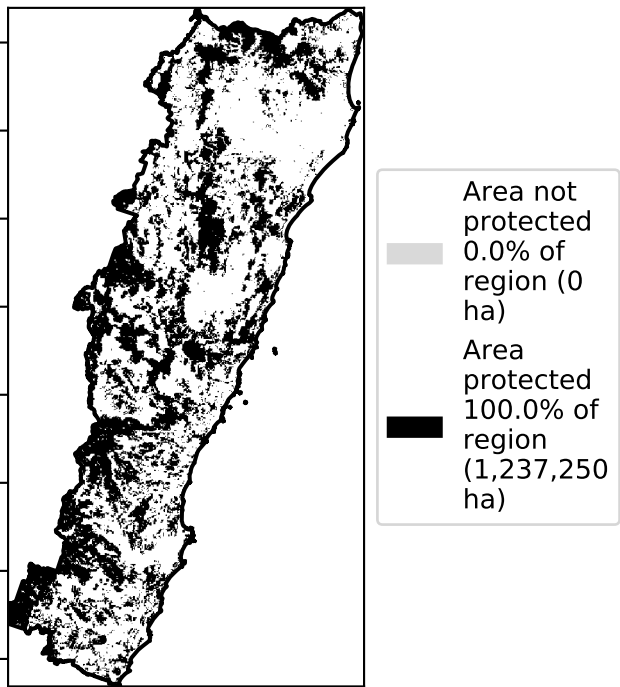 Area not
protected
0.0% of
region (0
ha)
Area
protected
100.0% of
region
(1,237,250
ha)